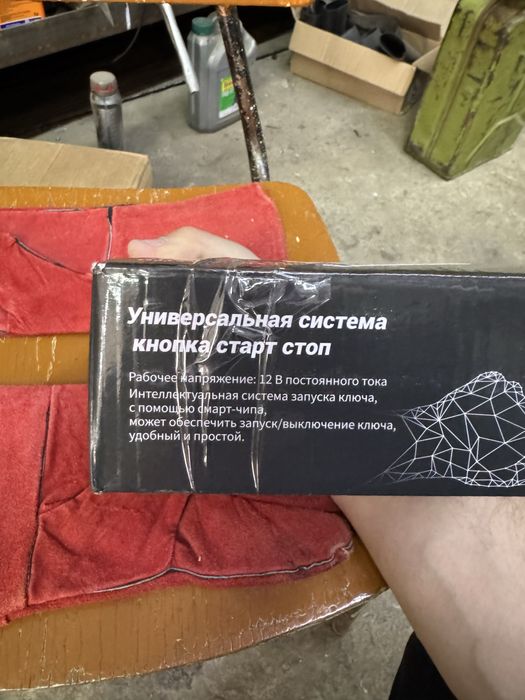 Универсальная система
кнопка старт стоп
Рабочее напряжение: 12 В постоянного тока
Интеллектуальная система запуска ключа,
с помощью смарт-чипа,
может обеспечить запуск/выключение ключа,
удобный и простой.